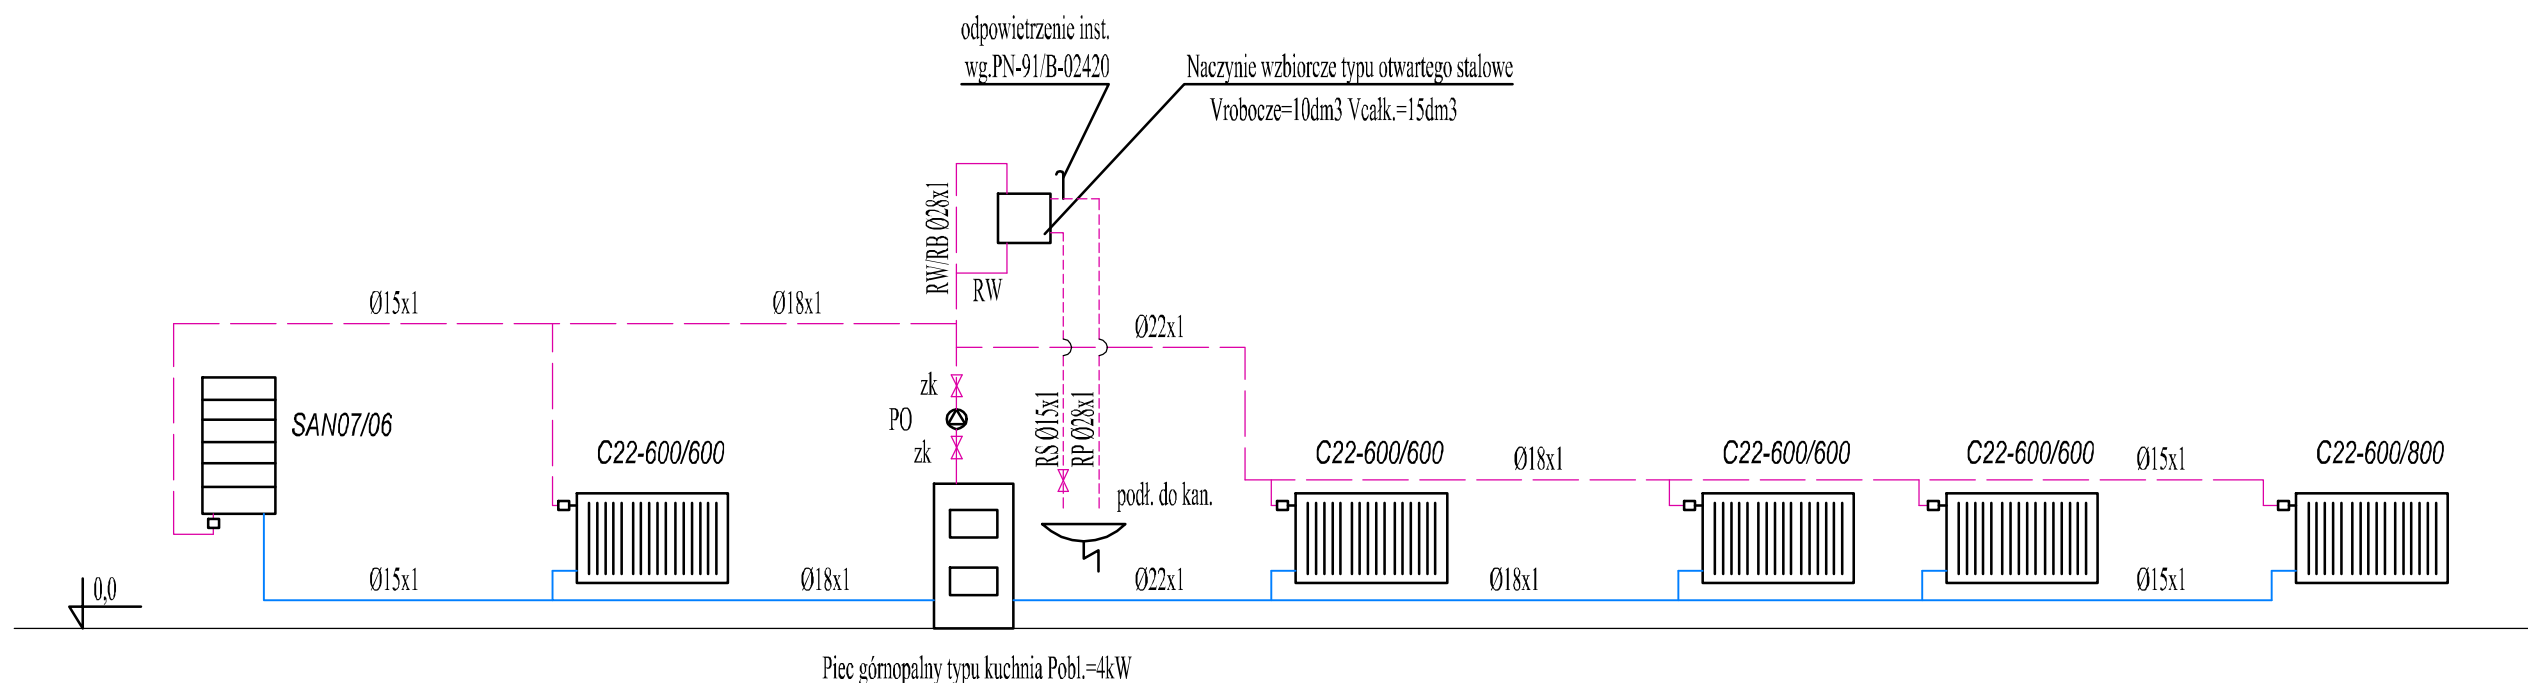 odpowietrzenie inst.
wg.PN-91/B-02420
Naczynie wzbiorcze typu otwartego stalowe
Vrobocze=10dm3 Vcałk.=15dm3
RW/RB Ø28x1
RW
Ø15x1
Ø18x1
Ø22x1
zk
PO
zk
RS Ø15x1
RP Ø28x1
SAN07/06
C22-600/600
C22-600/600
Ø18x1
C22-600/600
C22-600/600
Ø15x1
C22-600/800
podł. do kan.
0,0
Ø15x1
Ø18x1
Ø22x1
Ø18x1
Ø15x1
Piec górnopalny typu kuchnia Pobl.=4kW